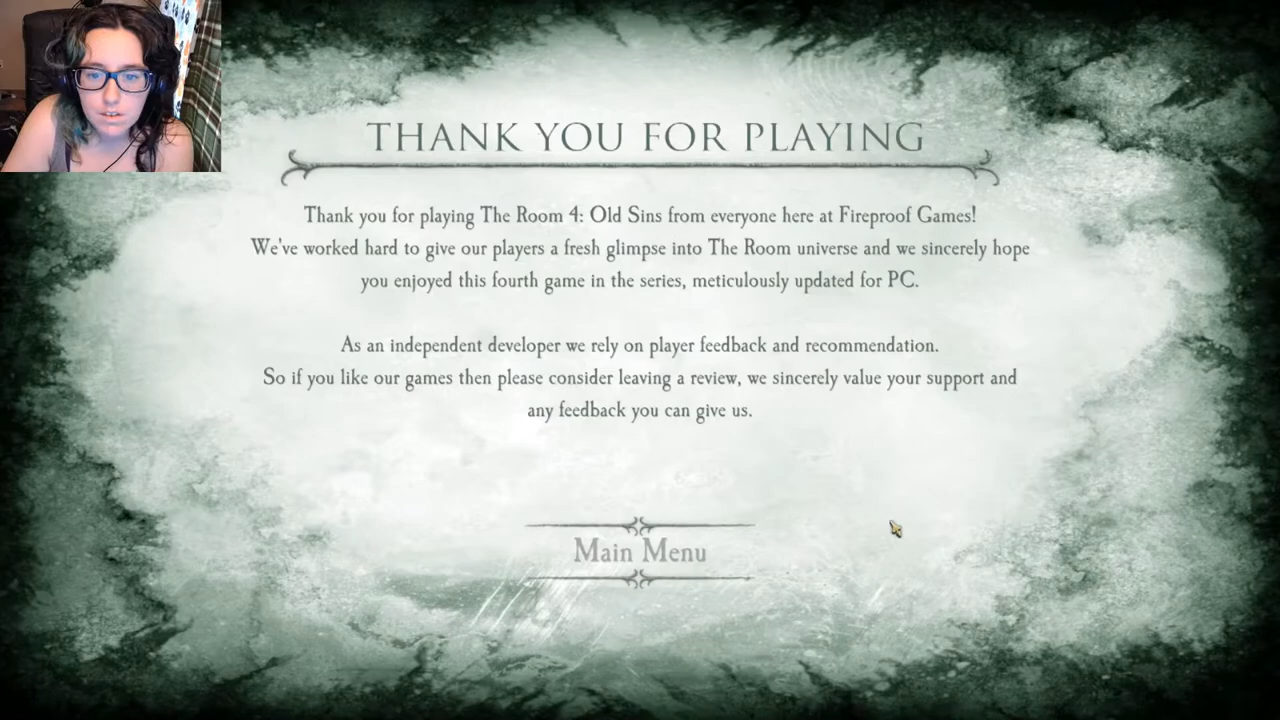 THANK YOU FOR PLAYING
Thank you for playing The Room 4: Old Sins from everyone here at Fireproof Games!
We've worked hard to give our players a fresh glimpse into The Room universe and we sincerely hope
you enjoyed this fourth game in the series, meticulously updated for PC.
As an independent developer we rely on player feedback and recommendation.
So if you like our games then please consider leaving a review, we sincerely value your support and
any feedback you can give us.
Main Menu